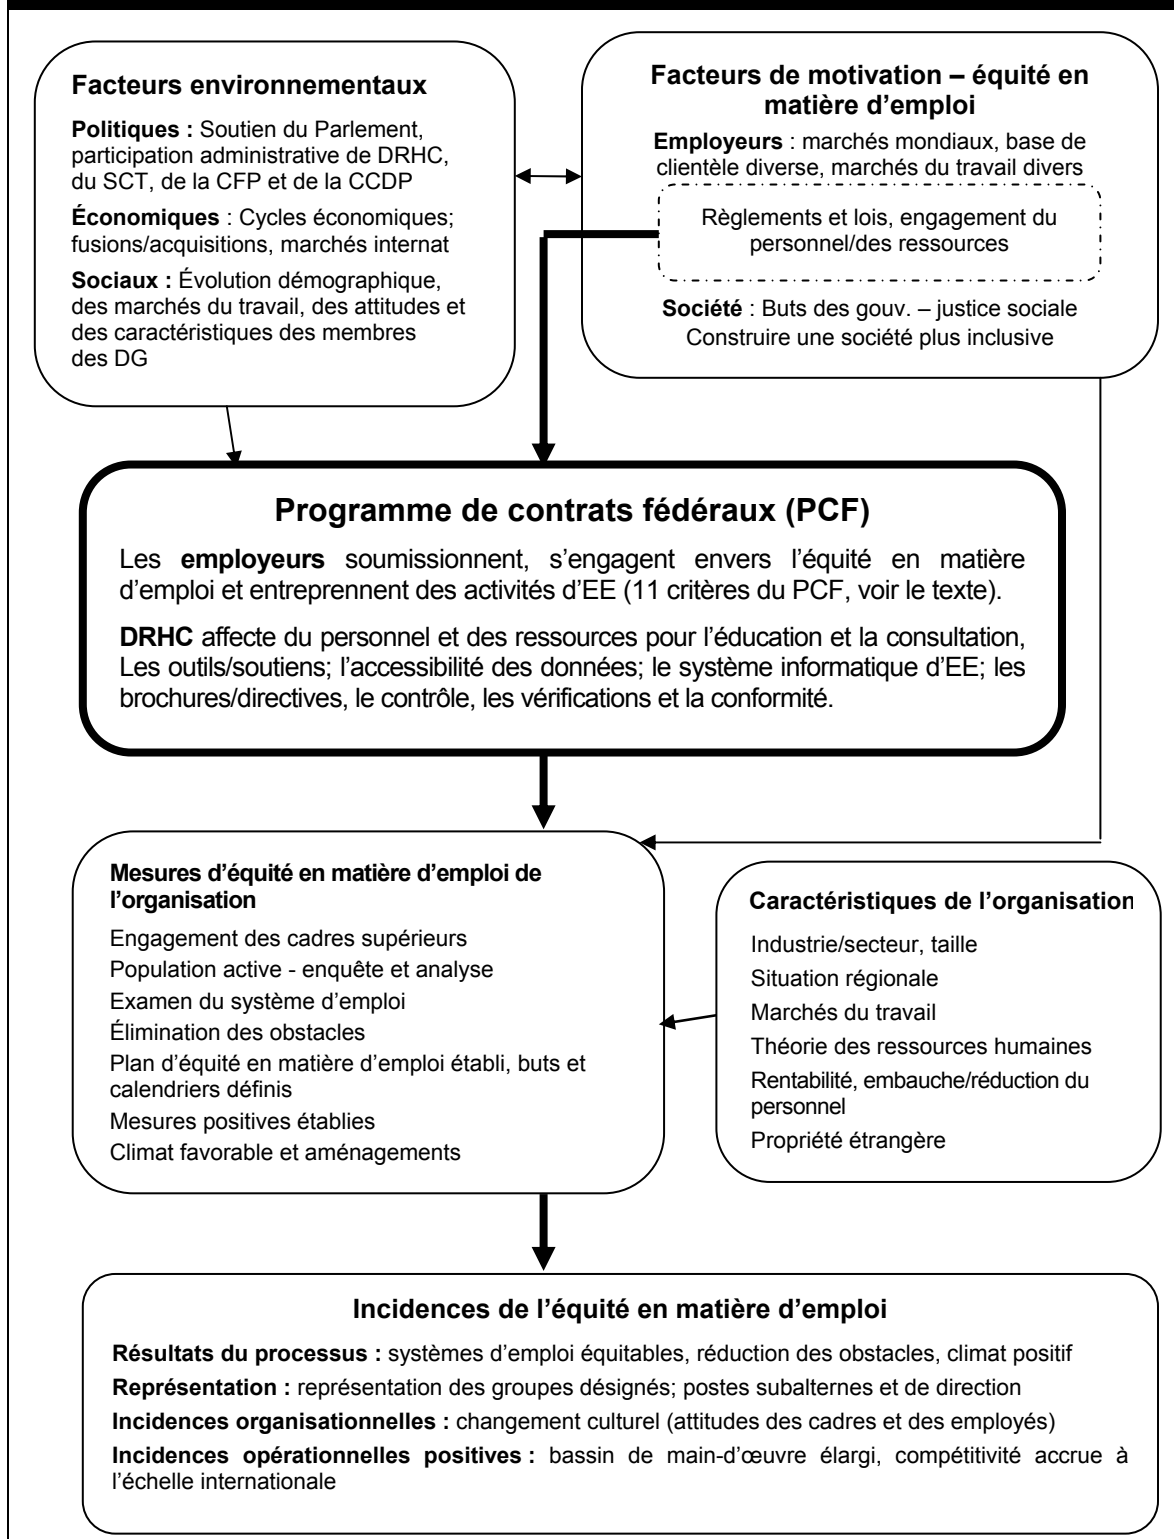 Facteurs environnementaux
Politiques : Soutien du Parlement,
participation administrative de DRHC,
du SCT, de la CFP et de la CCDP
Économiques : Cycles économiques;
fusions/acquisitions, marchés internat
Sociaux : Évolution démographique,
des marchés du travail, des attitudes et
des caractéristiques des membres
des DG
Facteurs de motivation – équité en
matière d’emploi
Employeurs : marchés mondiaux, base de
clientèle diverse, marchés du travail divers
Règlements et lois, engagement du
personnel/des ressources
Société : Buts des gouv. – justice sociale
Construire une société plus inclusive
Programme de contrats fédéraux (PCF)
Les employeurs soumissionnent, s’engagent envers l’équité en matière
d’emploi et entreprennent des activités d’EE (11 critères du PCF, voir le texte).
DRHC affecte du personnel et des ressources pour l’éducation et la consultation,
Les outils/soutiens; l’accessibilité des données; le système informatique d’EE; les
brochures/directives, le contrôle, les vérifications et la conformité.
Mesures d’équité en matière d’emploi de
l’organisation
Engagement des cadres supérieurs
Population active - enquête et analyse
Examen du système d’emploi
Élimination des obstacles
Plan d’équité en matière d’emploi établi, buts et
calendriers définis
Mesures positives établies
Climat favorable et aménagements
Caractéristiques de l’organisation
Industrie/secteur, taille
Situation régionale
Marchés du travail
Théorie des ressources humaines
Rentabilité, embauche/réduction du
personnel
Propriété étrangère
Incidences de l’équité en matière d’emploi
Résultats du processus : systèmes d’emploi équitables, réduction des obstacles, climat positif
Représentation : représentation des groupes désignés; postes subalternes et de direction
Incidences organisationnelles : changement culturel (attitudes des cadres et des employés)
Incidences opérationnelles positives : bassin de main-d’œuvre élargi, compétitivité accrue à
l’échelle internationale